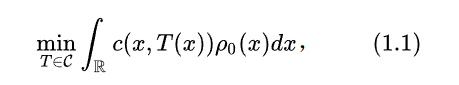 min_{T∈𝒞} ∫_ℝ c(x, T(x))ρ₀(x)dx, (1.1)